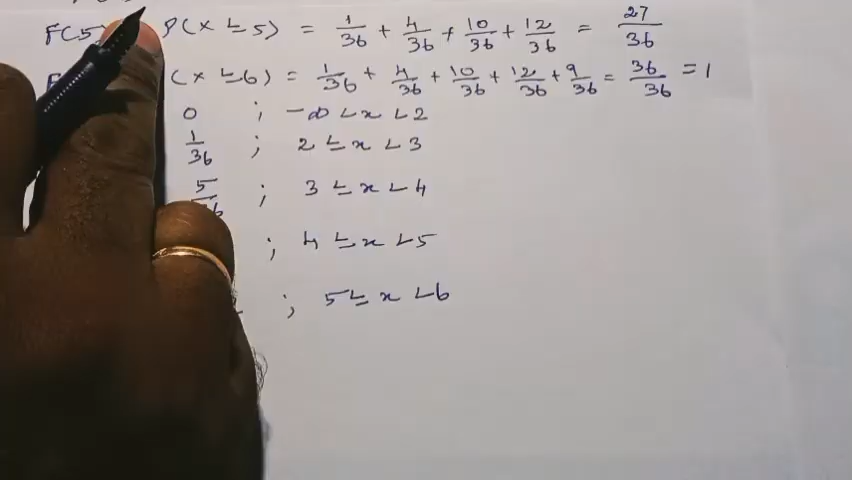 F(5) P(X ≤ 5) = 1/36 + 4/36 + 10/36 + 12/36 = 27/36
(X ≤ 6) = 1/36 + 4/36 + 10/36 + 12/36 + 9/36 = 36/36 = 1
0 ; -∞ < x < 2
1/36 ; 2 ≤ x < 3
5 ; 3 ≤ x < 4
; 4 ≤ x < 5
; 5 ≤ x < 6